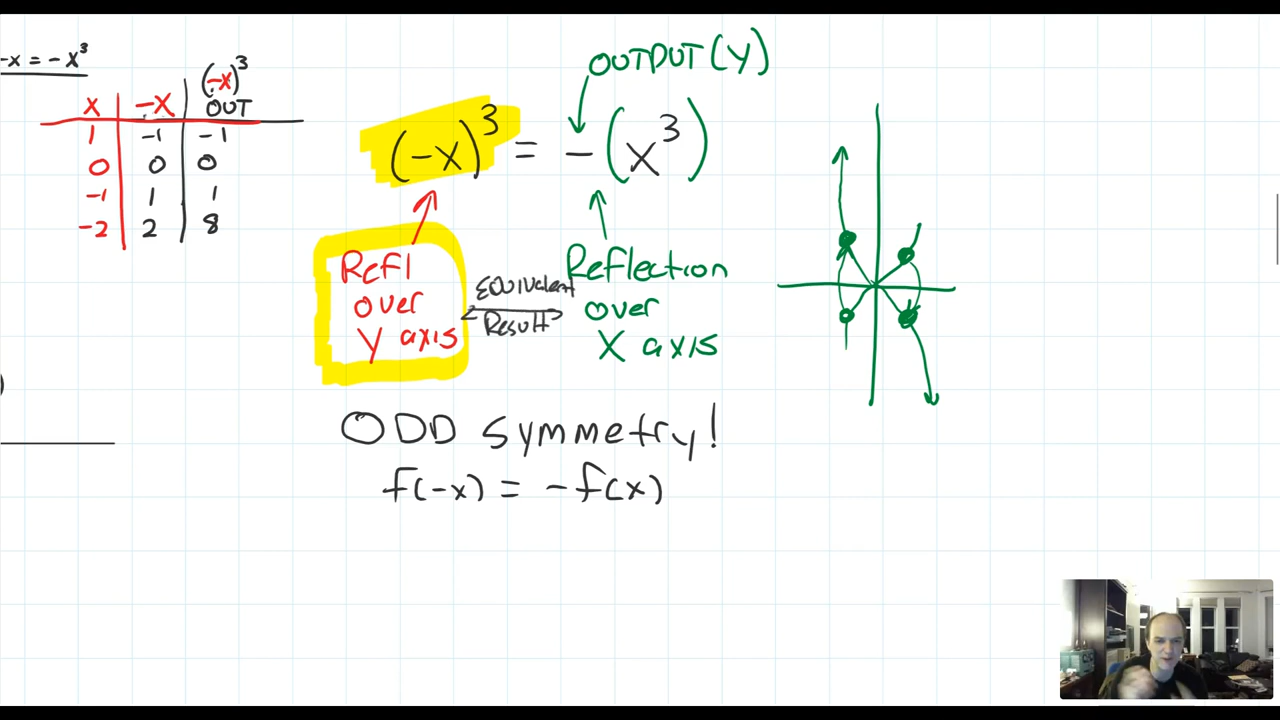 -x = -x³
(-x)³
x -x OUT
1 -1 -1
0 0 0
-1 1 1
-2 2 8
OUTPUT (Y)
(-x)³ = -(x³)
Refl
over
Y axis
Equivalent
Result
Reflection
over
X axis
ODD symmetry!
f(-x) = -f(x)
)